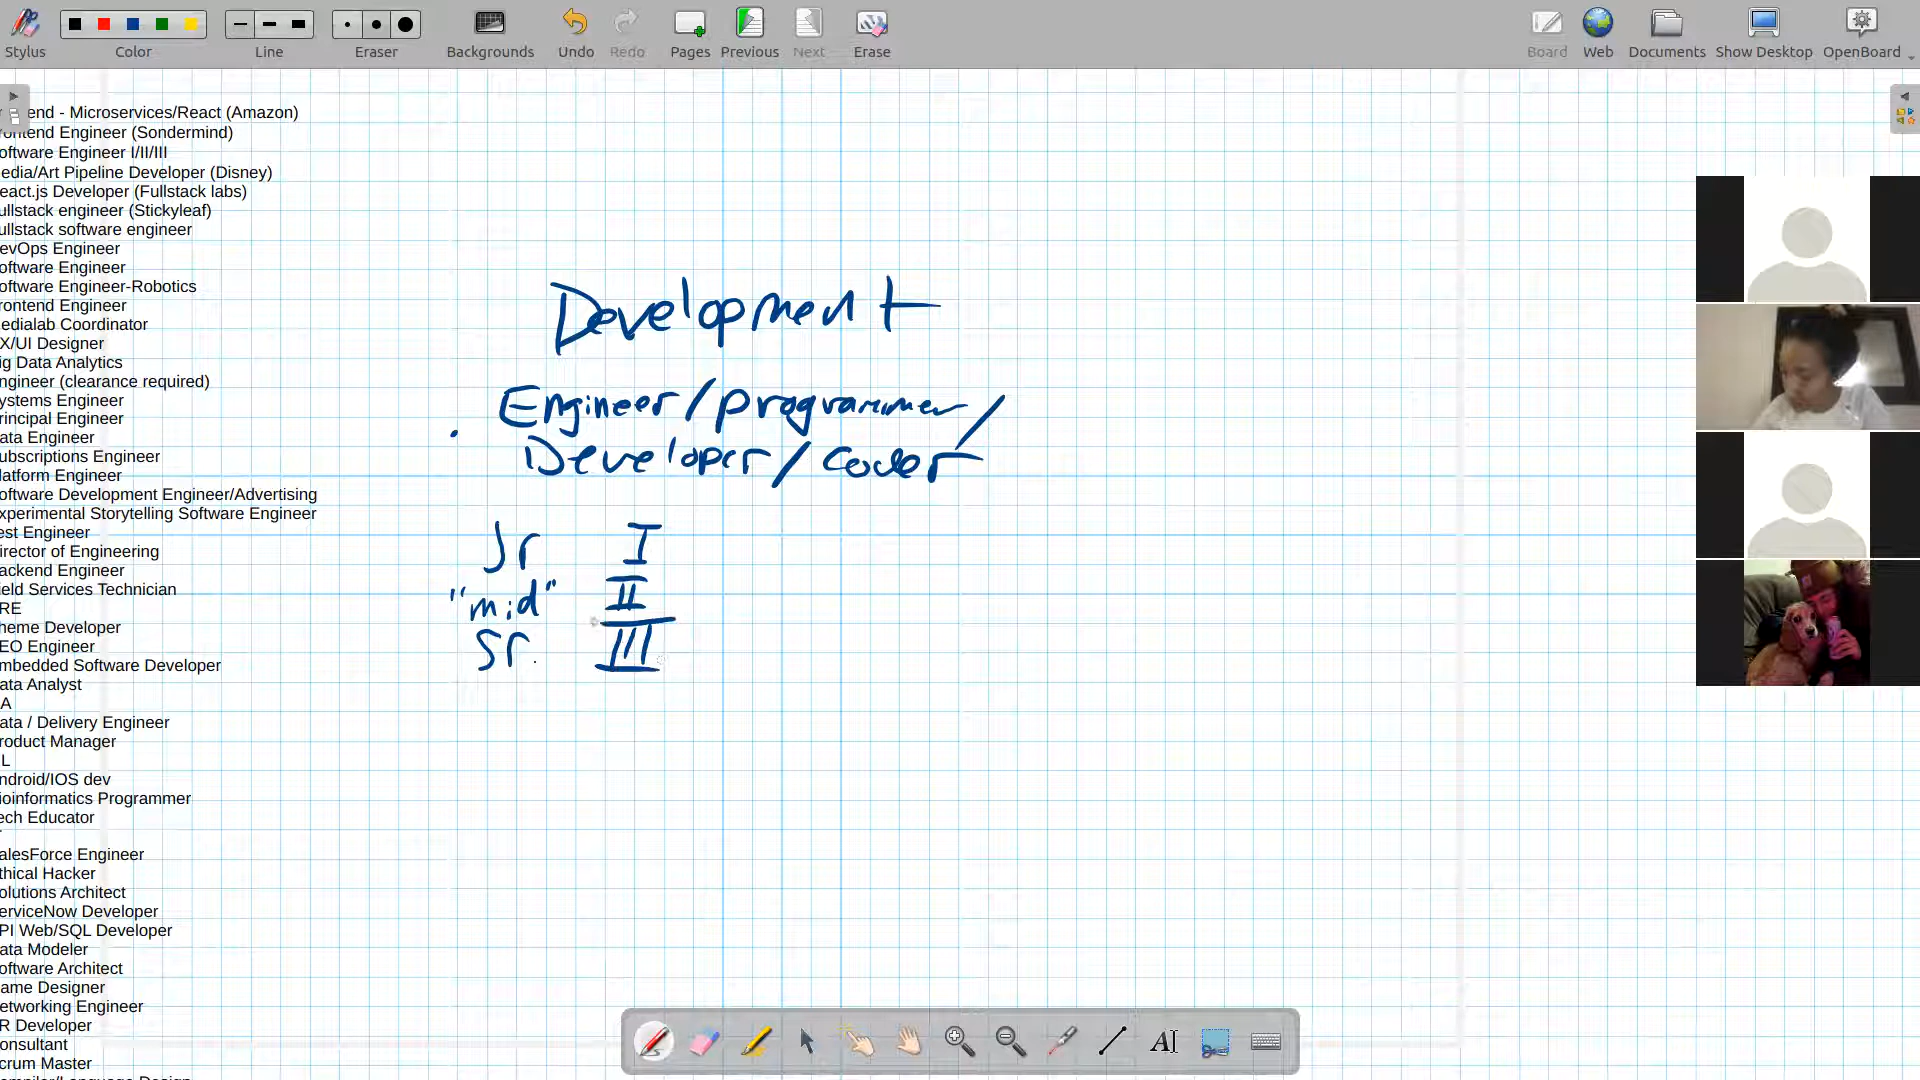 Stylus
Color
Line
Eraser
Backgrounds
Undo
Redo
Pages
Previous
Next
Erase
Board
Web
Documents
Show Desktop
OpenBoard
end - Microservices/React (Amazon)
ontend Engineer (Sondermind)
oftware Engineer I/II/III
edia/Art Pipeline Developer (Disney)
eact.js Developer (Fullstack labs)
ullstack engineer (Stickyleaf)
ullstack software engineer
evOps Engineer
oftware Engineer
oftware Engineer-Robotics
rontend Engineer
edialab Coordinator
X/UI Designer
ig Data Analytics
ngineer (clearance required)
ystems Engineer
rincipal Engineer
ata Engineer
ubscriptions Engineer
latform Engineer
oftware Development Engineer/Advertising
xperimental Storytelling Software Engineer
est Engineer
irector of Engineering
ackend Engineer
ield Services Technician
RE
heme Developer
EO Engineer
mbedded Software Developer
ata Analyst
A
ata / Delivery Engineer
roduct Manager
L
ndroid/IOS dev
ioinformatics Programmer
ech Educator
alesForce Engineer
thical Hacker
olutions Architect
erviceNow Developer
PI Web/SQL Developer
ata Modeler
oftware Architect
ame Designer
etworking Engineer
R Developer
onsultant
crum Master
Development
Engineer/programmer/
Developer/coder
Jr I
"mid" II
Sr. III